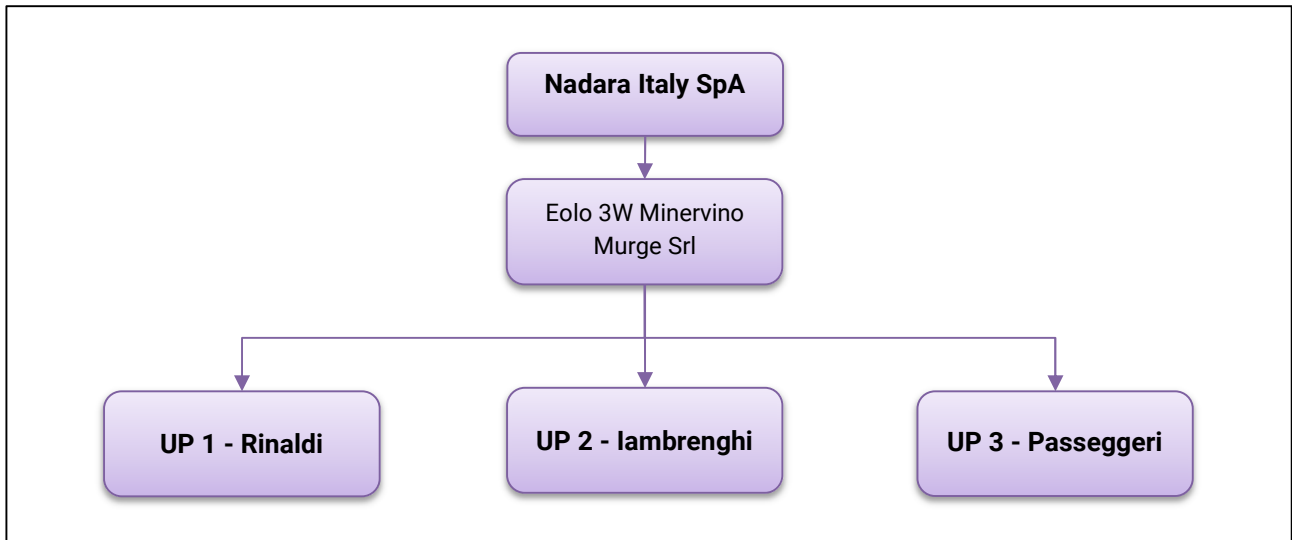 Nadara Italy SpA
Eolo 3W Minervino
Murge Srl
UP 1 - Rinaldi
UP 2 - Iambrenghi
UP 3 - Passeggeri